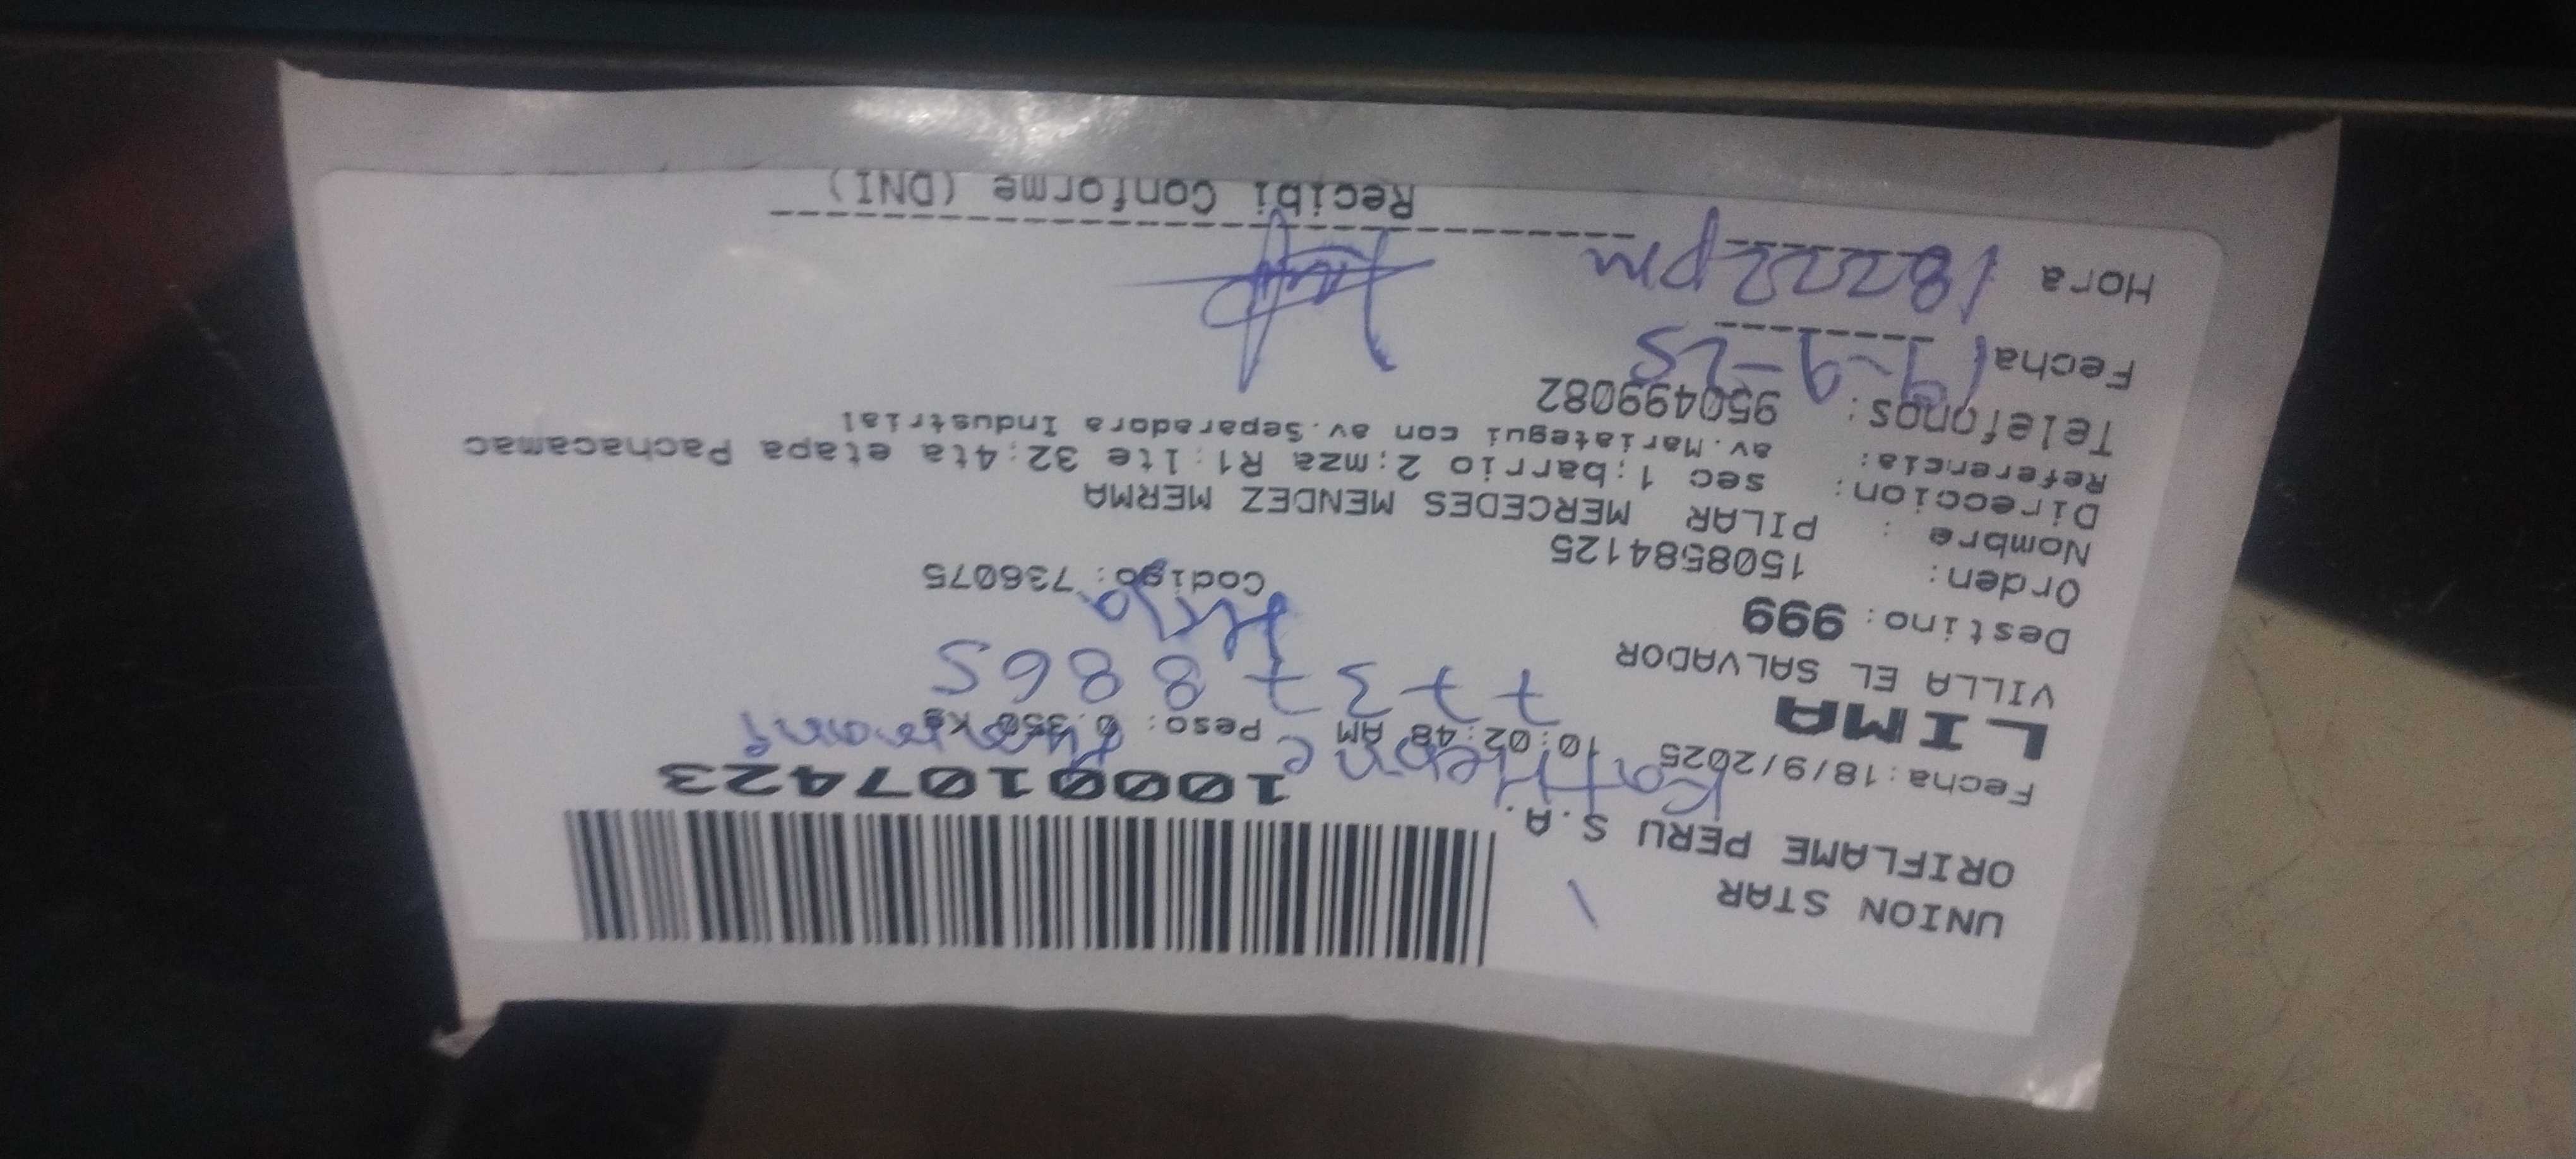 UNION STAR
ORIFLAME PERU S.A.
10001107423
Fecha:18/9/2025 10:02:48 AM Peso: 0.350 kg
LIMA
VILLA EL SALVADOR
77378865
Destino: 999
Hijo
Orden: 1508584125 Codigo: 736075
Nombre : PILAR MERCEDES MENDEZ MERMA
Direccion: sec 1;barrio 2;mza R1;lte 32;4ta etapa Pachacamac
Referencia: av.Mariategui con av.Separadora Industrial
Telefonos: 950499082
Fecha 19-9-25
Hora 18:22 pm
Recibi Conforme (DNI)